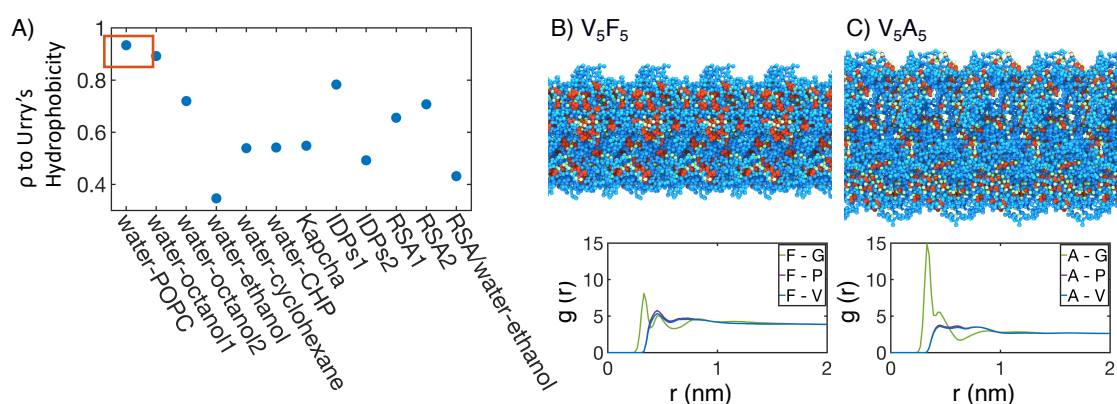 A)
ρ to Urry's
Hydrophobicity
1
0.8
0.6
0.4
water-POPC
water-octanol1
water-octanol2
water-ethanol
water-cyclohexane
water-CHP
Kapcha
IDPs1
IDPs2
RSA1
RSA2
RSA/water-ethanol
B) V₅F₅
g (r)
15
10
5
0
F - G
F - P
F - V
0
1
2
r (nm)
C) V₅A₅
g (r)
15
10
5
0
A - G
A - P
A - V
0
1
2
r (nm)